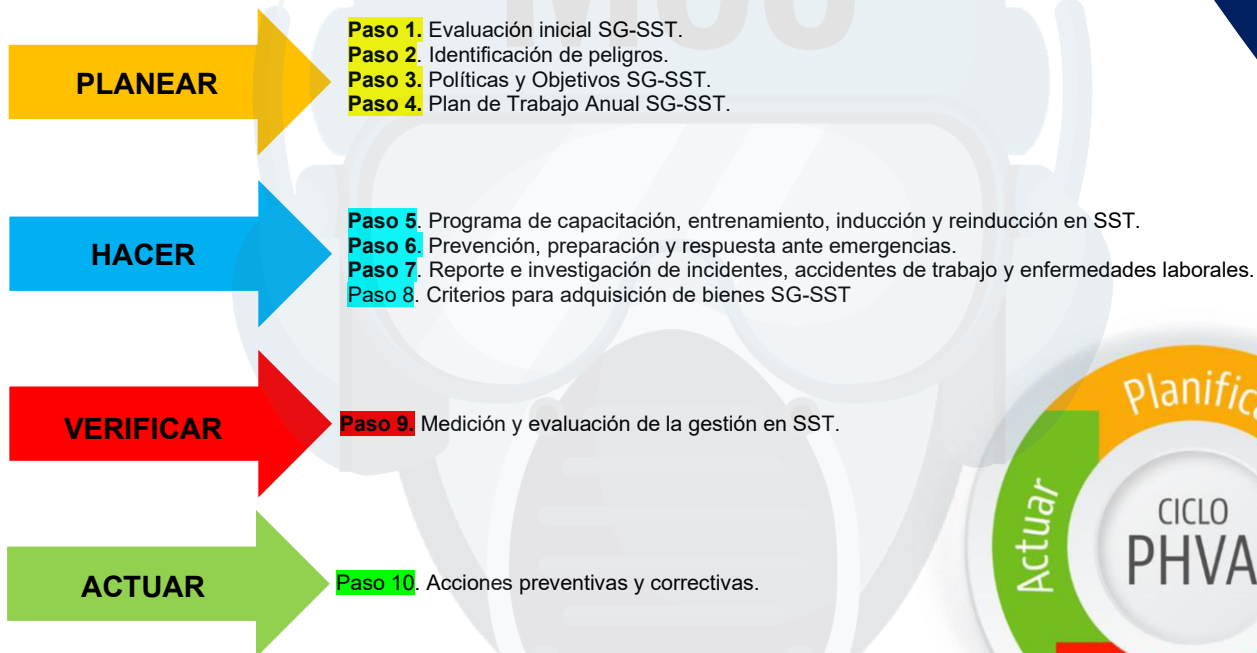 PLANEAR
Paso 1. Evaluación inicial SG-SST.
Paso 2. Identificación de peligros.
Paso 3. Políticas y Objetivos SG-SST.
Paso 4. Plan de Trabajo Anual SG-SST.
HACER
Paso 5. Programa de capacitación, entrenamiento, inducción y reinducción en SST.
Paso 6. Prevención, preparación y respuesta ante emergencias.
Paso 7. Reporte e investigación de incidentes, accidentes de trabajo y enfermedades laborales.
Paso 8. Criterios para adquisición de bienes SG-SST
VERIFICAR
Paso 9. Medición y evaluación de la gestión en SST.
ACTUAR
Paso 10. Acciones preventivas y correctivas.
Actuar
CICLO
PHVA